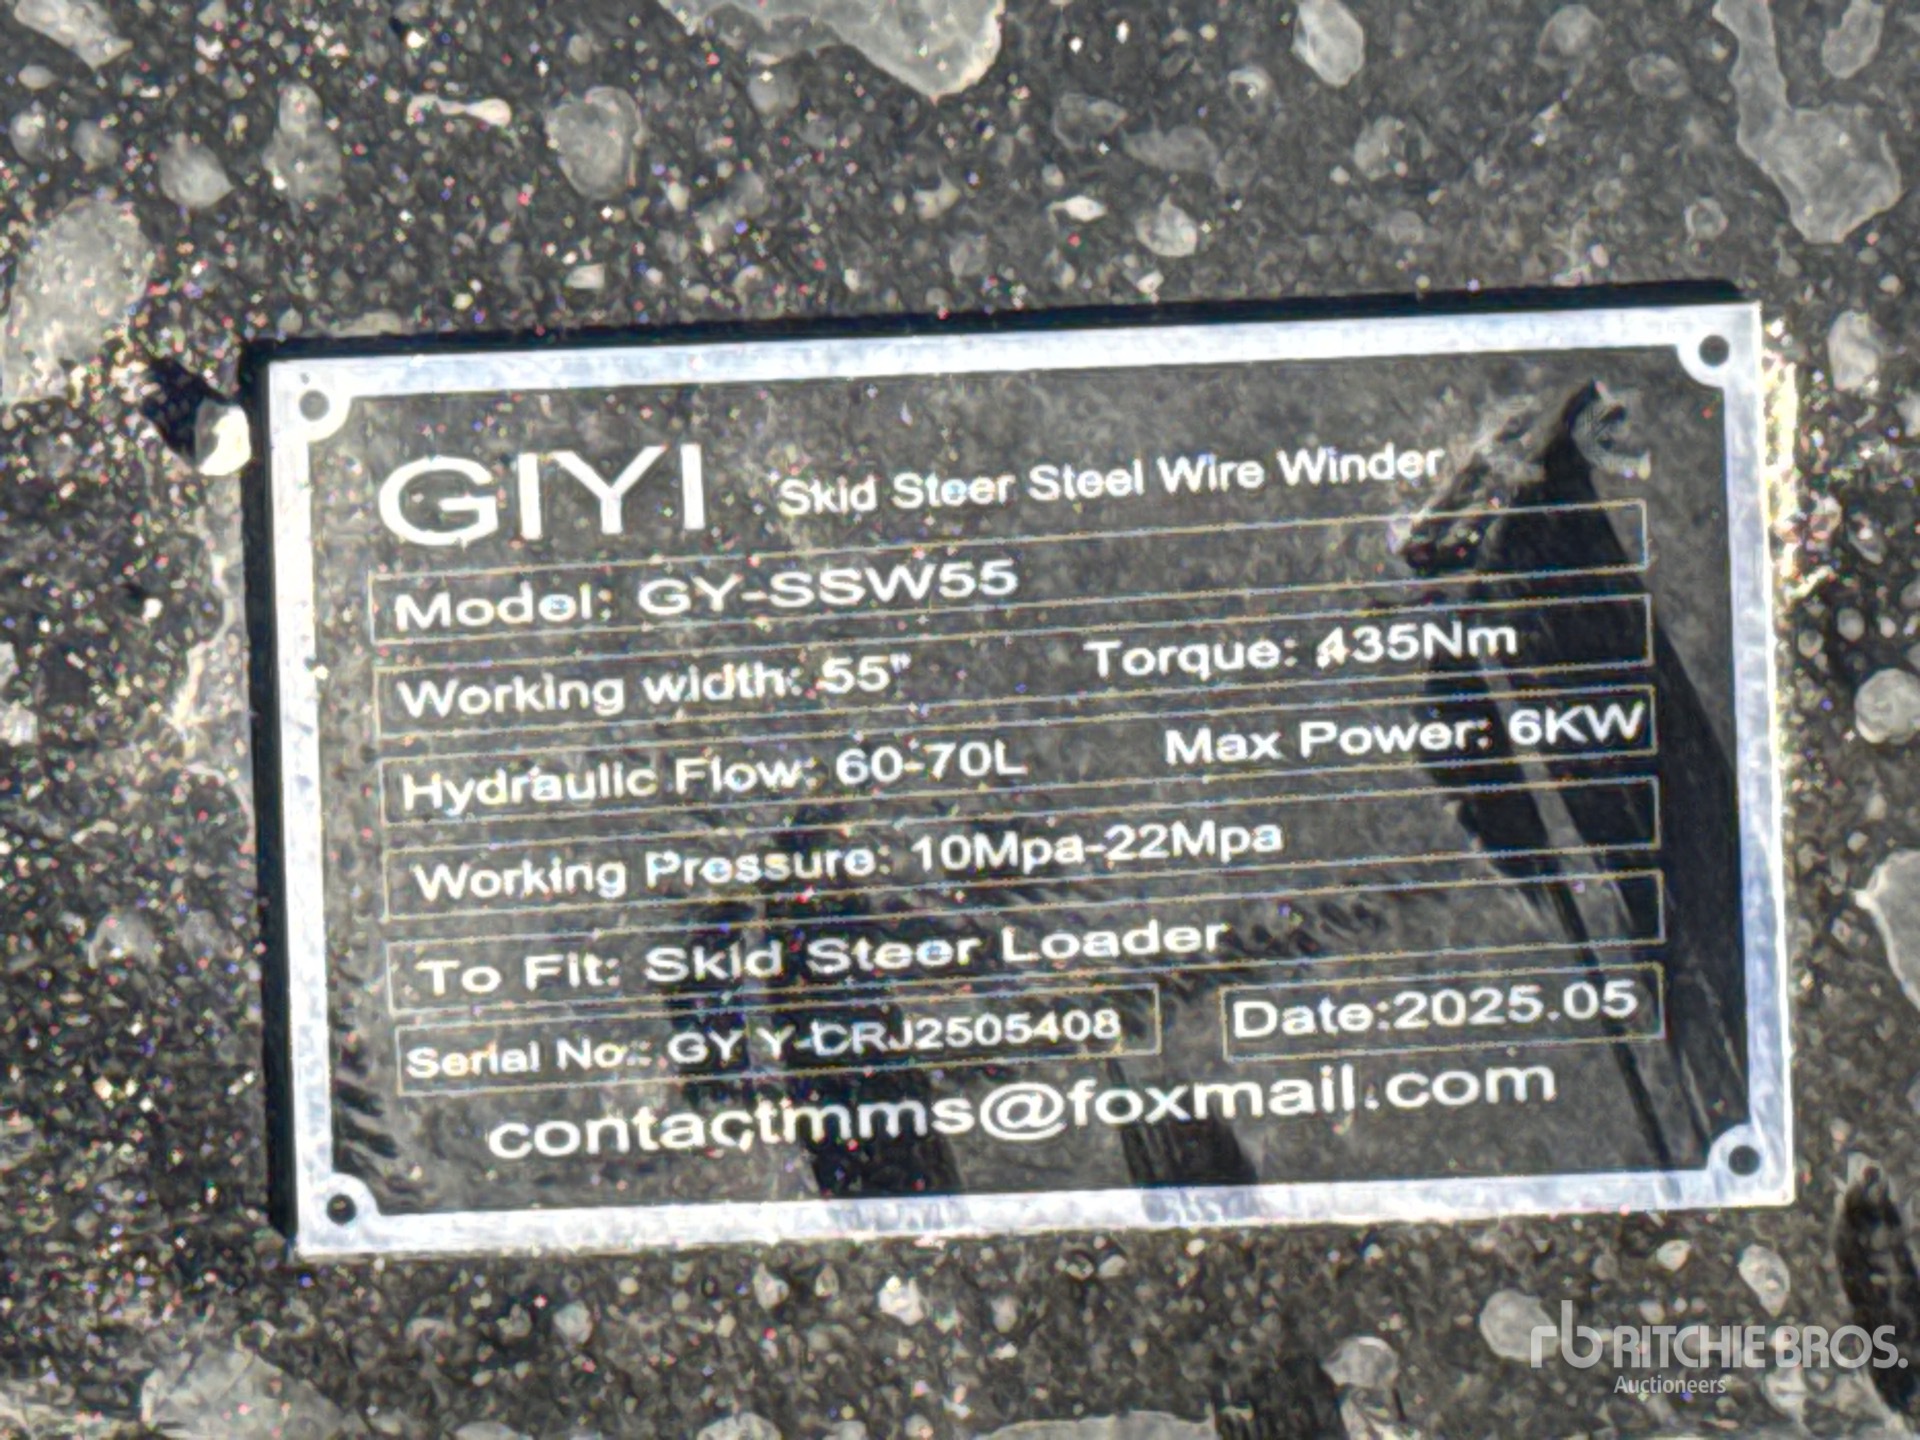 GIYI Skid Steer Steel Wire Winder
Model: GY-SSW55
Working width: 55" Torque: 435Nm
Hydraulic Flow: 60-70L Max Power: 6KW
Working Pressure: 10Mpa-22Mpa
To Fit: Skid Steer Loader
Serial No.: GYY-CRJ2505408 Date:2025.05
contactmms@foxmail.com
rb RITCHIE BROS.
Auctioneers